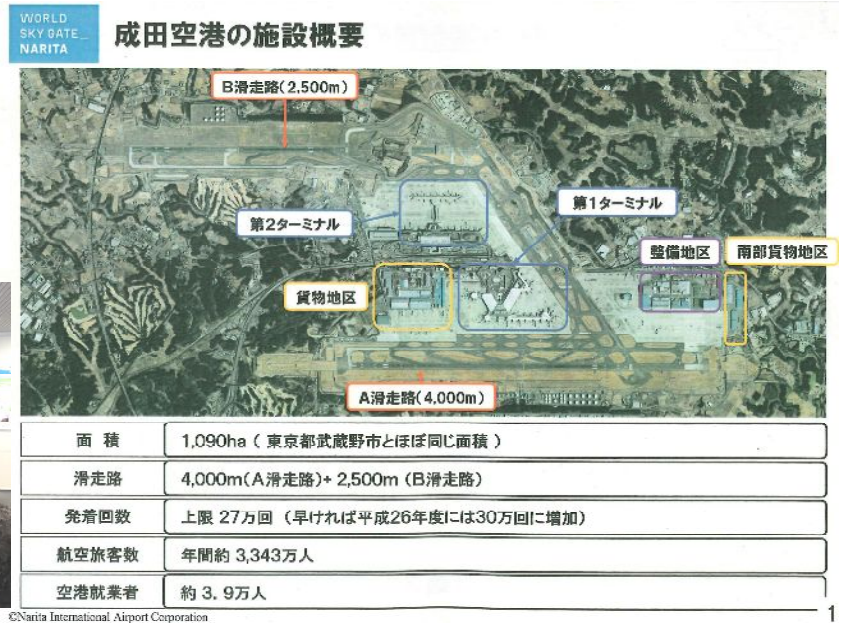 WORLD
SKY GATE_
NARITA
成田空港の施設概要
B滑走路(2,500m)
第1ターミナル
第2ターミナル
整備地区
南部貨物地区
貨物地区
A滑走路(4,000m)
面 積 1,090ha ( 東京都武蔵野市とほぼ同じ面積 )
滑走路 4,000m(A滑走路)+ 2,500m (B滑走路)
発着回数 上限 27万回 (早ければ平成26年度には30万回に増加)
航空旅客数 年間約 3,343万人
空港就業者 約 3. 9万人
©Narita International Airport Corporation
1